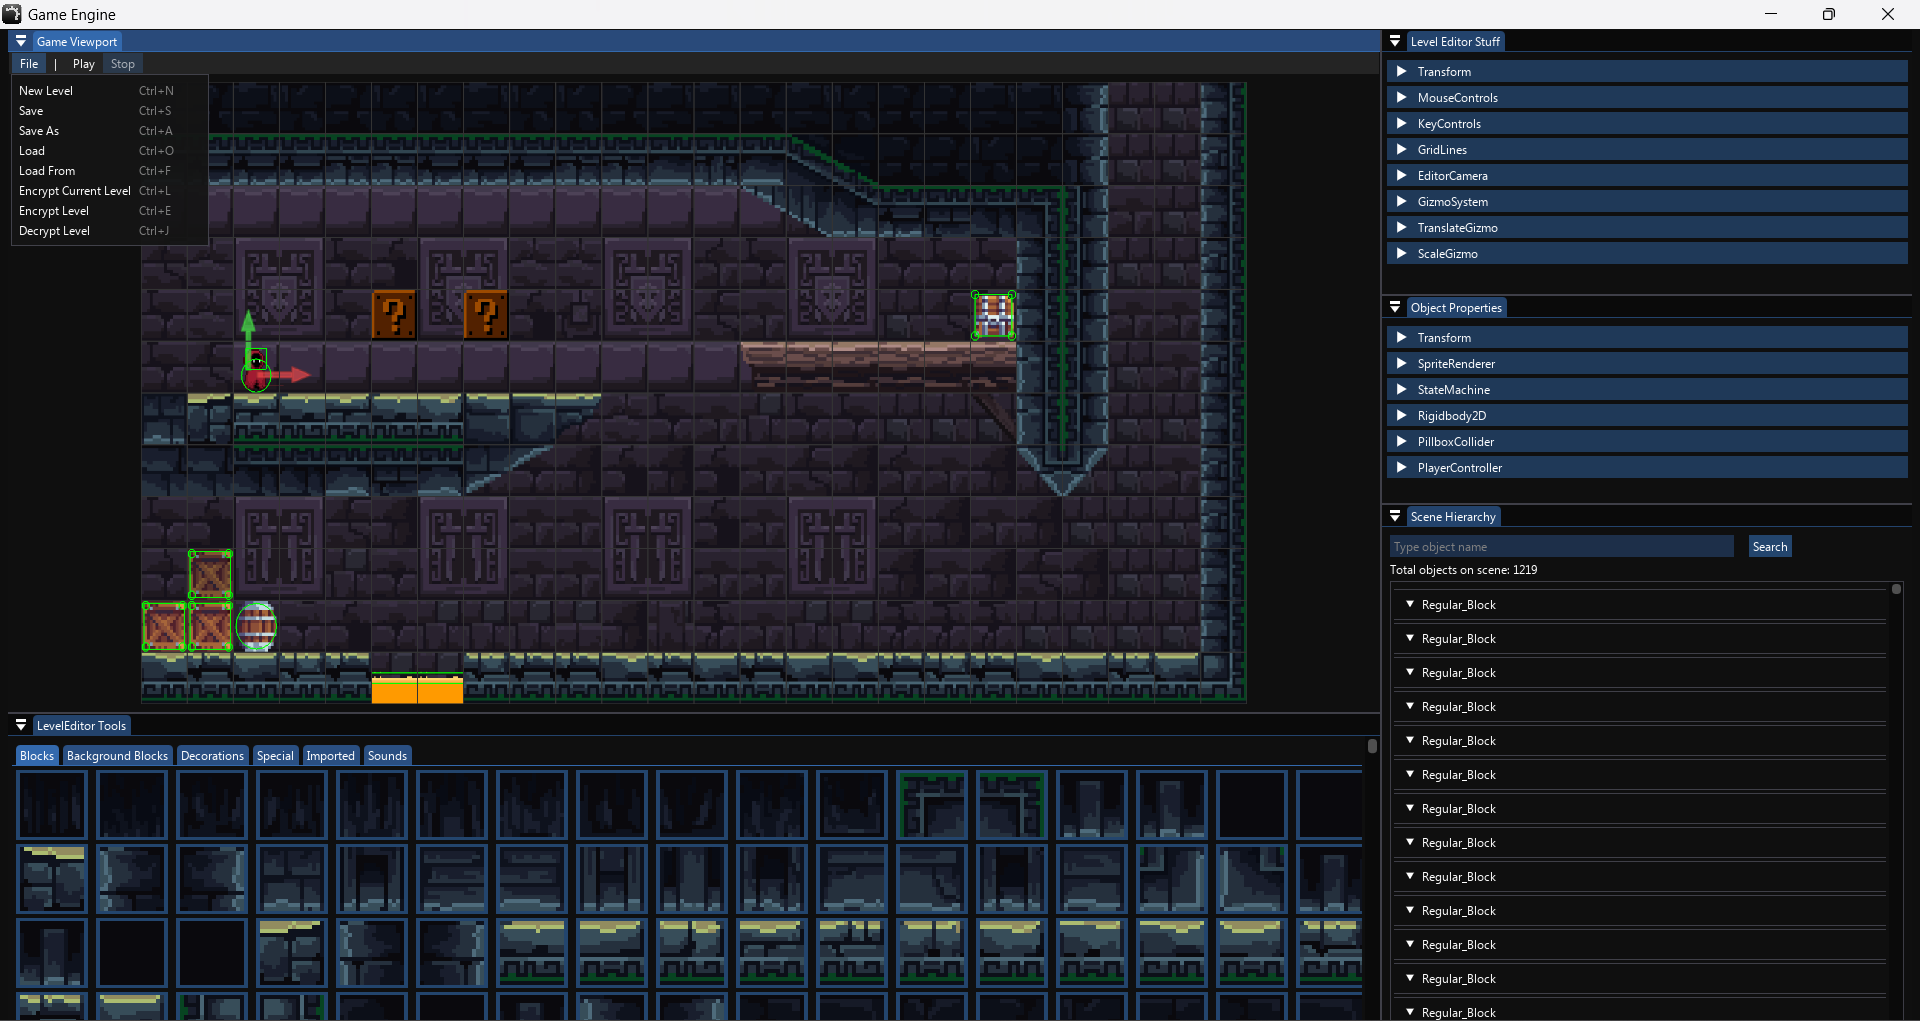 Game Engine
Game Viewport
File | Play Stop
New Level Ctrl+N
Save Ctrl+S
Save As Ctrl+A
Load Ctrl+O
Load From Ctrl+F
Encrypt Current Level Ctrl+L
Encrypt Level Ctrl+E
Decrypt Level Ctrl+J
? ?
LevelEditor Tools
Blocks Background Blocks Decorations Special Imported Sounds
Level Editor Stuff
Transform
MouseControls
KeyControls
GridLines
EditorCamera
GizmoSystem
TranslateGizmo
ScaleGizmo
Object Properties
Transform
SpriteRenderer
StateMachine
Rigidbody2D
PillboxCollider
PlayerController
Scene Hierarchy
Type object name Search
Total objects on scene: 1219
Regular_Block
Regular_Block
Regular_Block
Regular_Block
Regular_Block
Regular_Block
Regular_Block
Regular_Block
Regular_Block
Regular_Block
Regular_Block
Regular_Block
Regular_Block